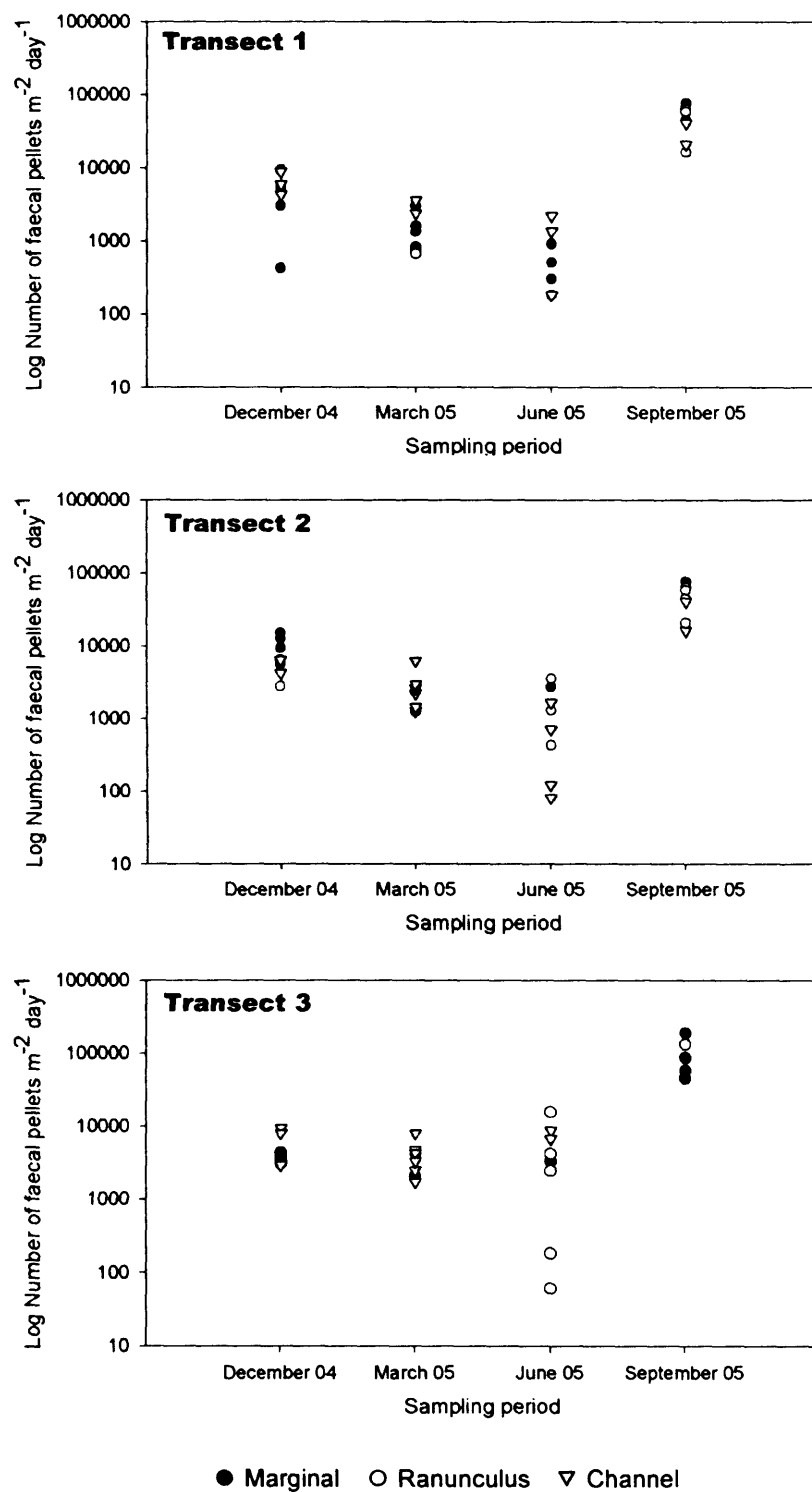 Transect 1
Log Number of faecal pellets m-2 day-1
1000000
100000
10000
1000
100
10
December 04 March 05 June 05 September 05
Sampling period
Transect 2
Log Number of faecal pellets m-2 day-1
1000000
100000
10000
1000
100
10
December 04 March 05 June 05 September 05
Sampling period
Transect 3
Log Number of faecal pellets m-2 day-1
1000000
100000
10000
1000
100
10
December 04 March 05 June 05 September 05
Sampling period
Marginal Ranunculus Channel